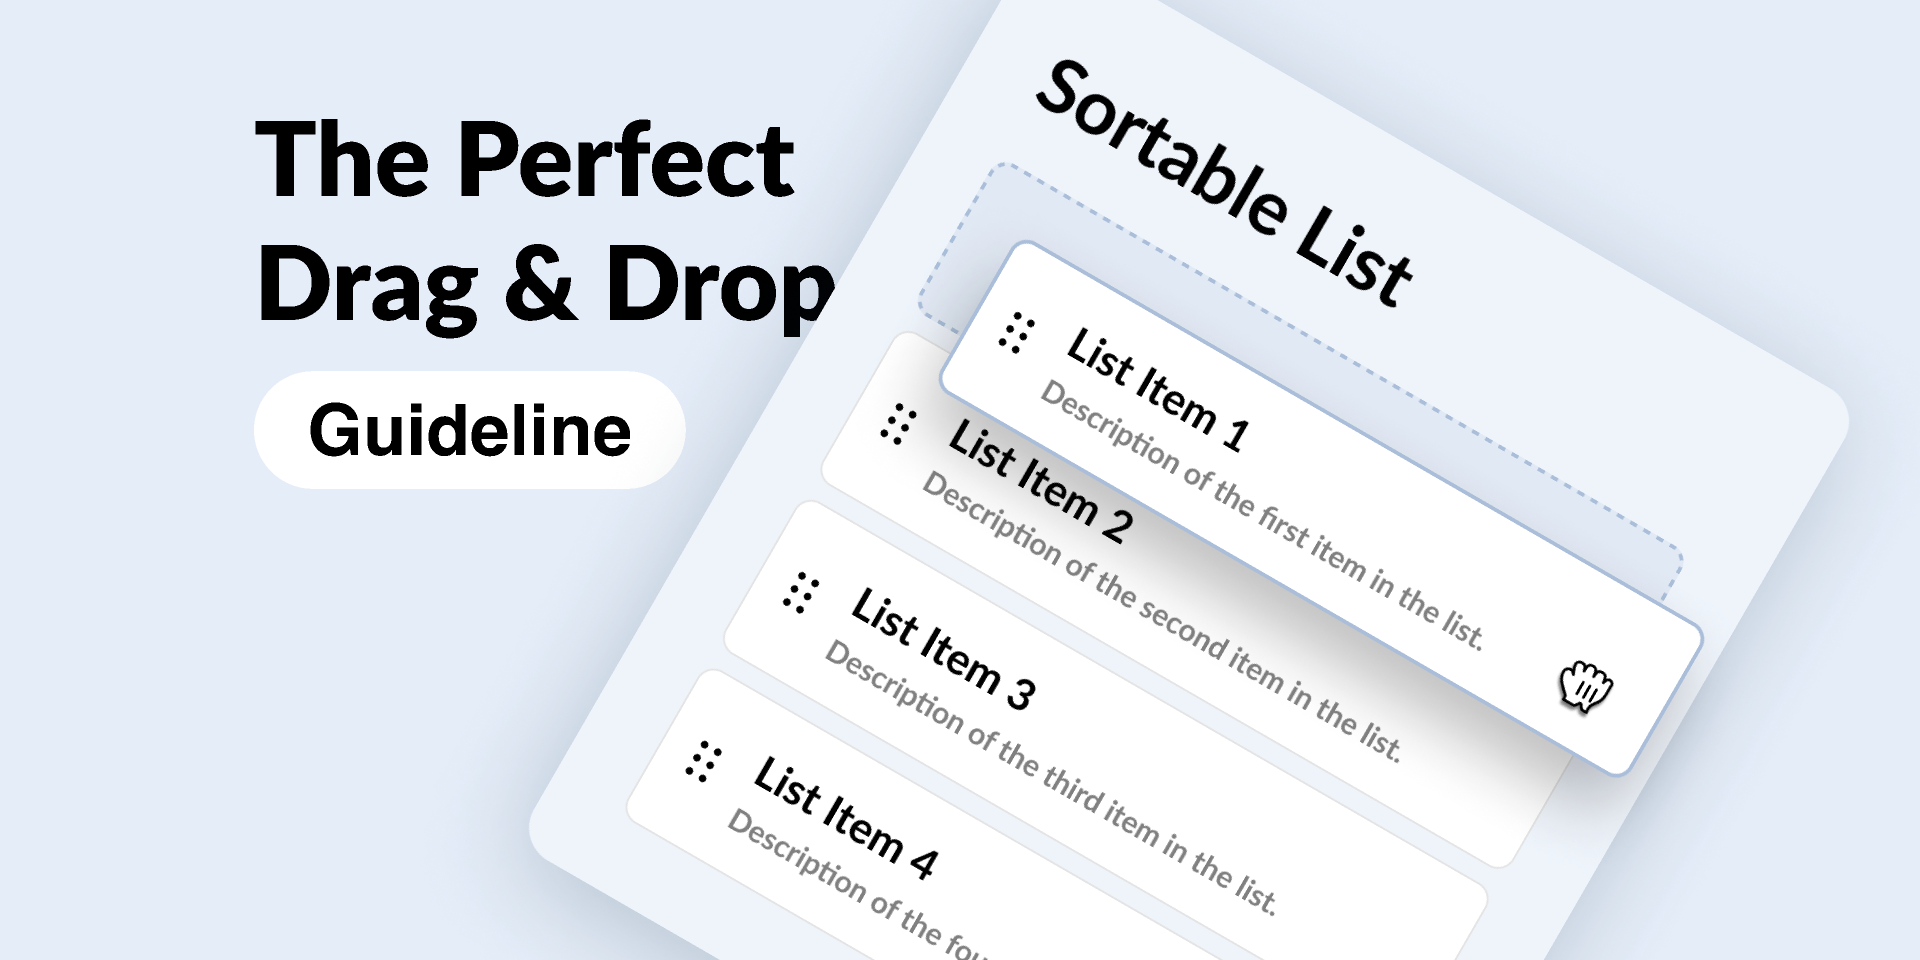 The Perfect
Drag & Drop
Guideline
Sortable List
List Item 1
Description of the first item in the list.
List Item 2
Description of the second item in the list.
List Item 3
Description of the third item in the list.
List Item 4
Description of the